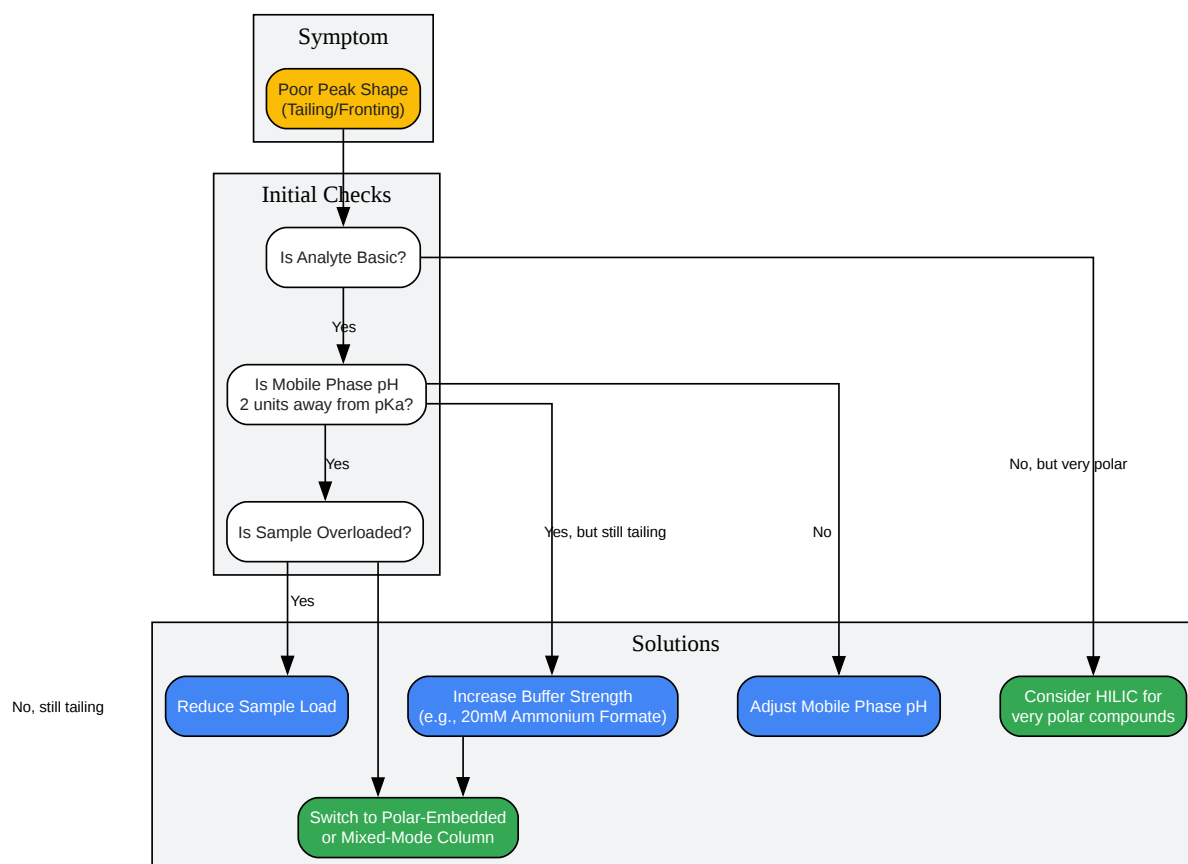 Symptom
Poor Peak Shape
(Tailing/Fronting)
Initial Checks
Is Analyte Basic?
Yes
Is Mobile Phase pH
2 units away from pKa?
Yes
No, but very polar
Is Sample Overloaded?
Yes, but still tailing
No
Yes
Solutions
No, still tailing
Reduce Sample Load
Increase Buffer Strength
(e.g., 20mM Ammonium Formate)
Adjust Mobile Phase pH
Consider HILIC for
very polar compounds
Switch to Polar-Embedded
or Mixed-Mode Column